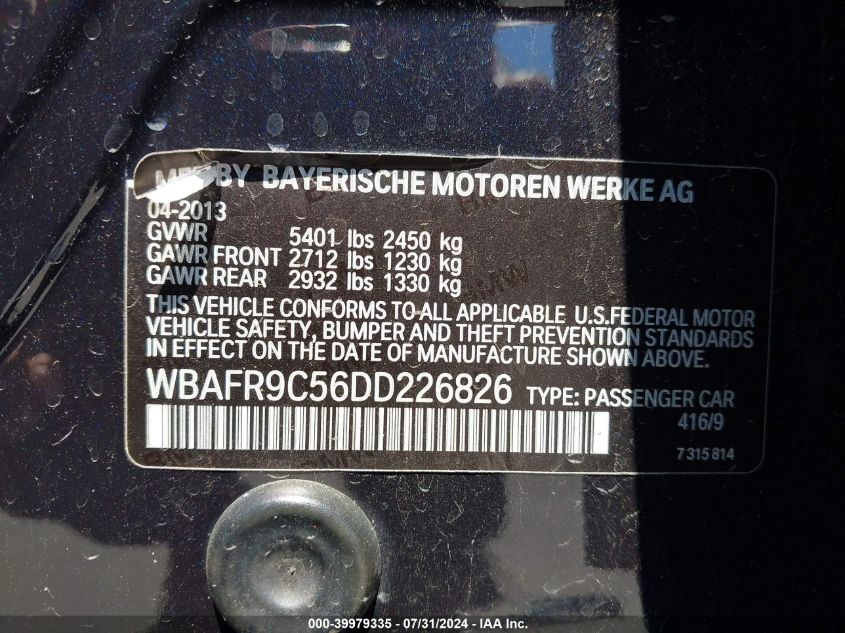 BY BAYERISCHE MOTOREN WERKE AG
04-2013
GVWR 5401 lbs 2450 kg
GAWR FRONT 2712 lbs 1230 kg
GAWR REAR 2932 lbs 1330 kg
THIS VEHICLE CONFORMS TO ALL APPLICABLE U.S.FEDERAL MOTOR
VEHICLE SAFETY, BUMPER AND THEFT PREVENTION STANDARDS
IN EFFECT ON THE DATE OF MANUFACTURE SHOWN ABOVE.
WBAFR9C56DD226826 TYPE: PASSENGER CAR
416/9
7 315 814
000-39979335 - 07/31/2024 - IAA Inc.